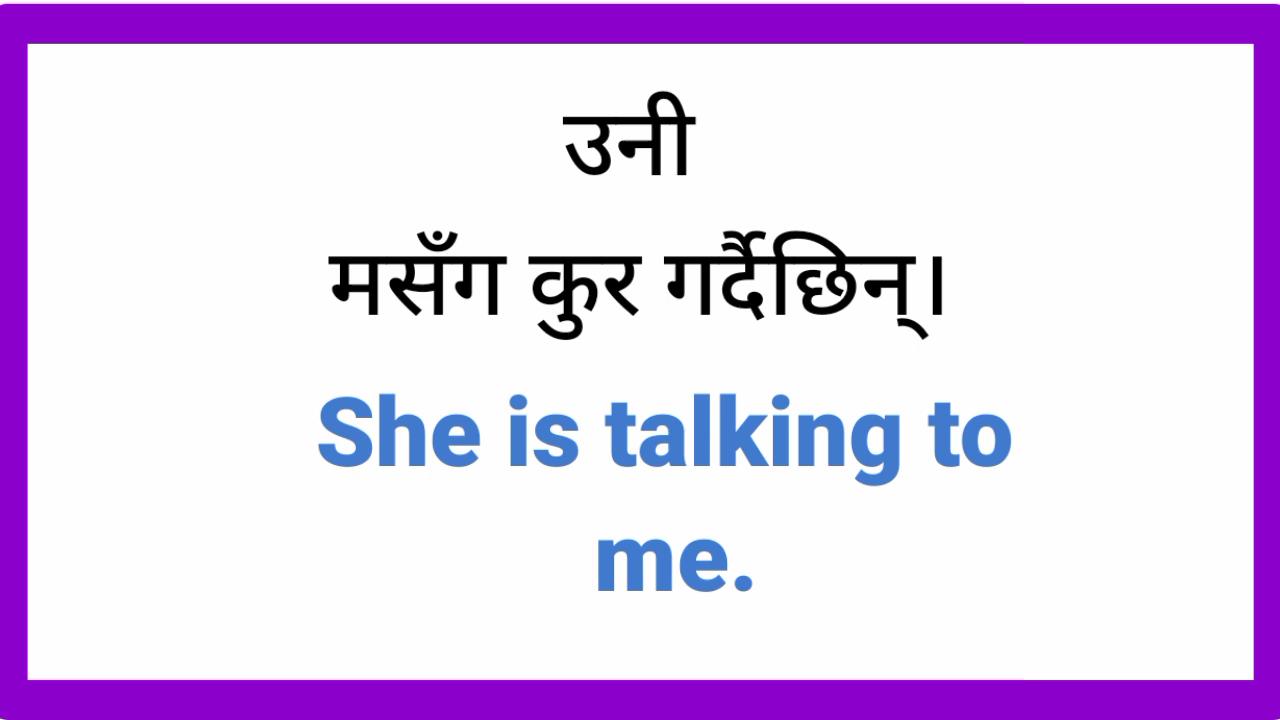 उनी
मसँग कुर गर्दैछिन्।
She is talking to
me.